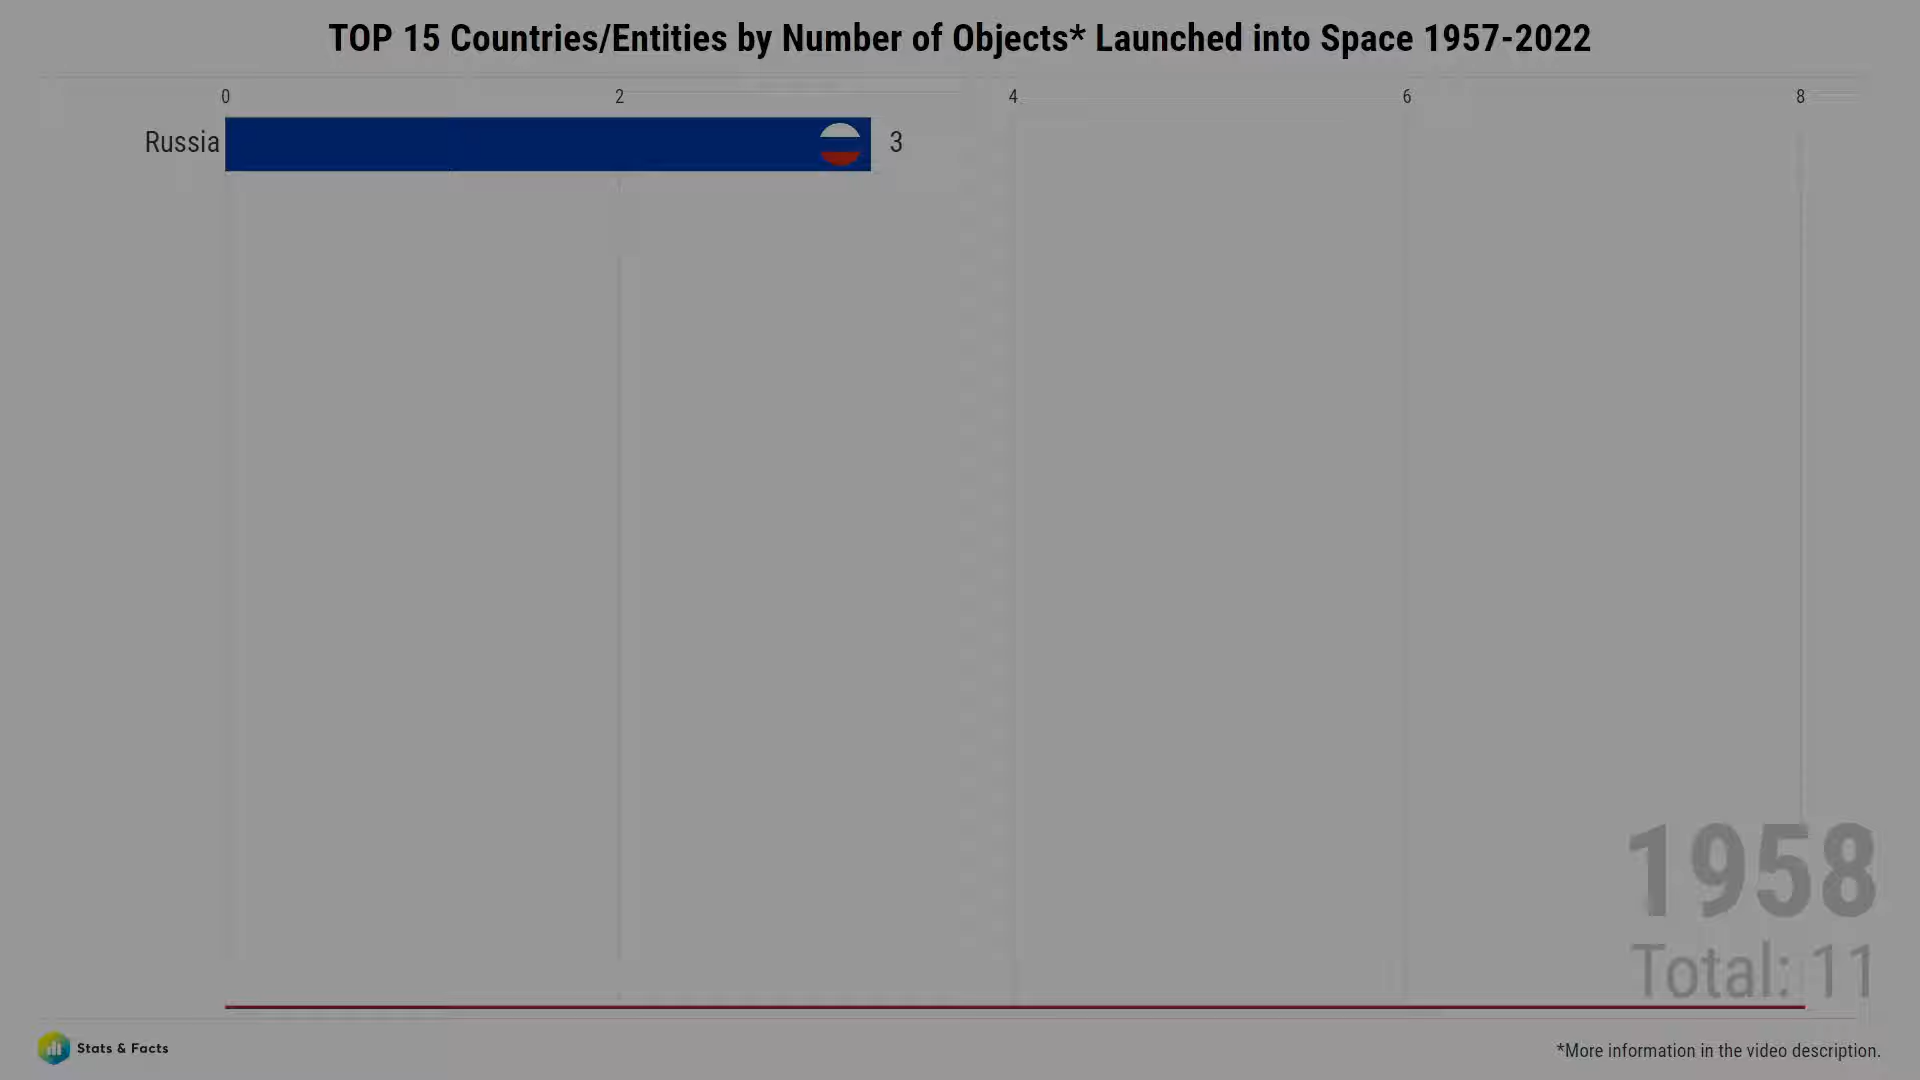 TOP 15 Countries/Entities by Number of Objects* Launched into Space 1957-2022
0 2 4 6 8
Russia 3
1958
Total: 11
Stats & Facts
*More information in the video description.